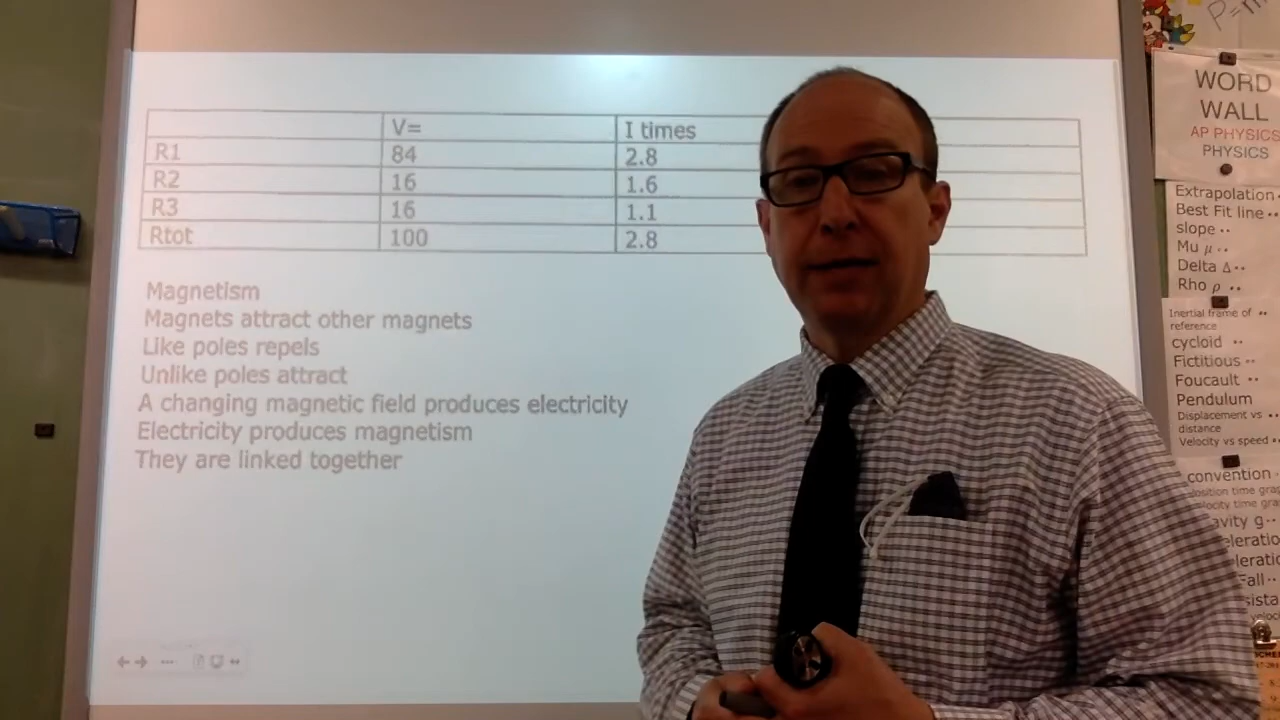 V= I times
R1 84 2.8
R2 16 1.6
R3 16 1.1
Rtot 100 2.8
Magnetism
Magnets attract other magnets
Like poles repels
Unlike poles attract
A changing magnetic field produces electricity
Electricity produces magnetism
They are linked together
WORD
WALL
AP PHYSICS
PHYSICS
Extrapolation
Best Fit line
slope
Mu μ
Delta Δ
Rho ρ
Inertial frame of
reference
cycloid
Fictitious
Foucault
Pendulum
Displacement vs
distance
Velocity vs speed
convention